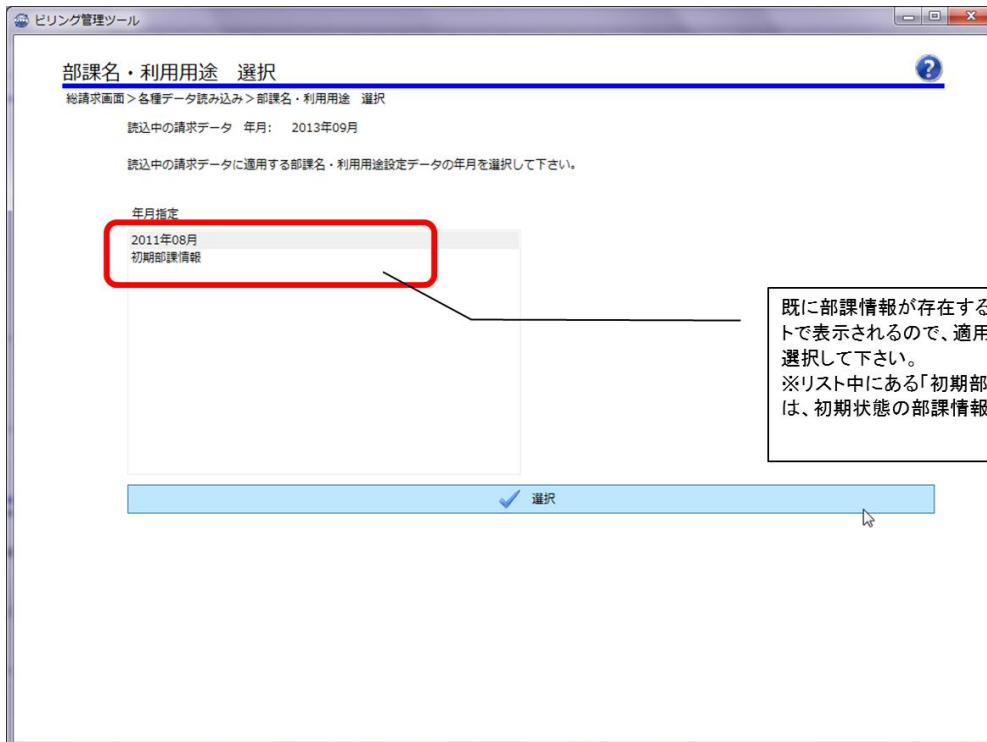 ビリング管理ツール
部課名・利用用途　選択
総請求画面＞各種データ読み込み＞部課名・利用用途　選択
読込中の請求データ　年月：　2013年09月
読込中の請求データに適用する部課名・利用用途設定データの年月を選択して下さい。
年月指定
2011年08月
初期部課情報
既に部課情報が存在する
トで表示されるので、適用
選択して下さい。
※リスト中にある「初期部
は、初期状態の部課情報
選択